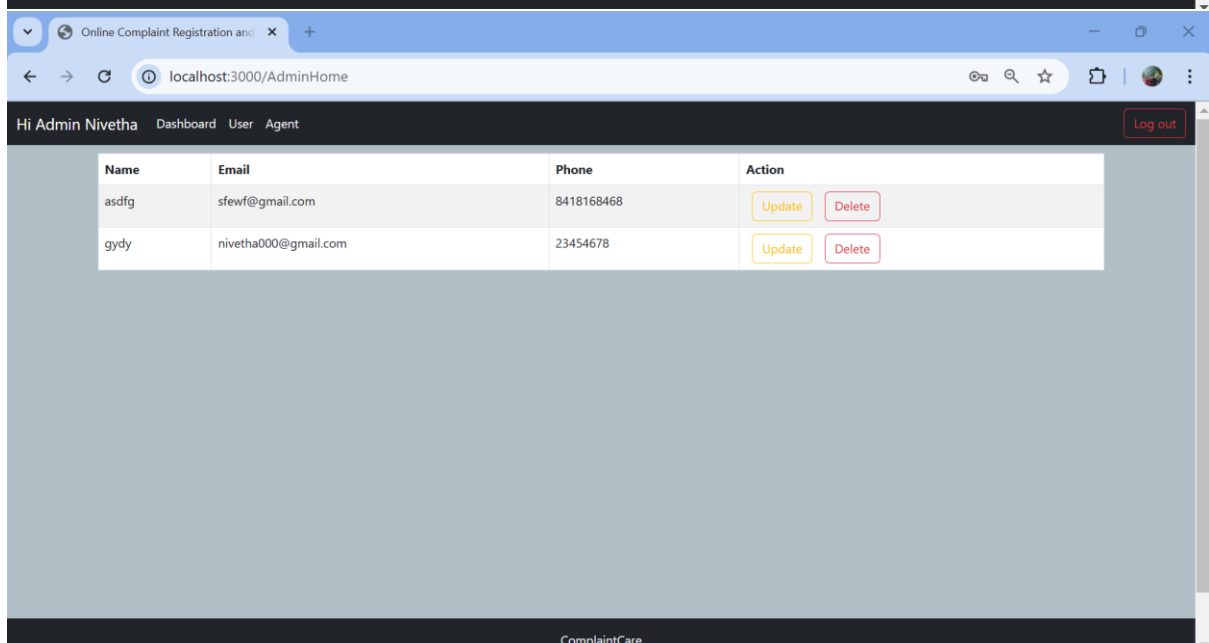 Online Complaint Registration and
localhost:3000/AdminHome
Hi Admin Nivetha Dashboard User Agent Log out
Name Email Phone Action
asdfg sfewf@gmail.com 8418168468 Update Delete
gydy nivetha000@gmail.com 23454678 Update Delete
ComplaintCare